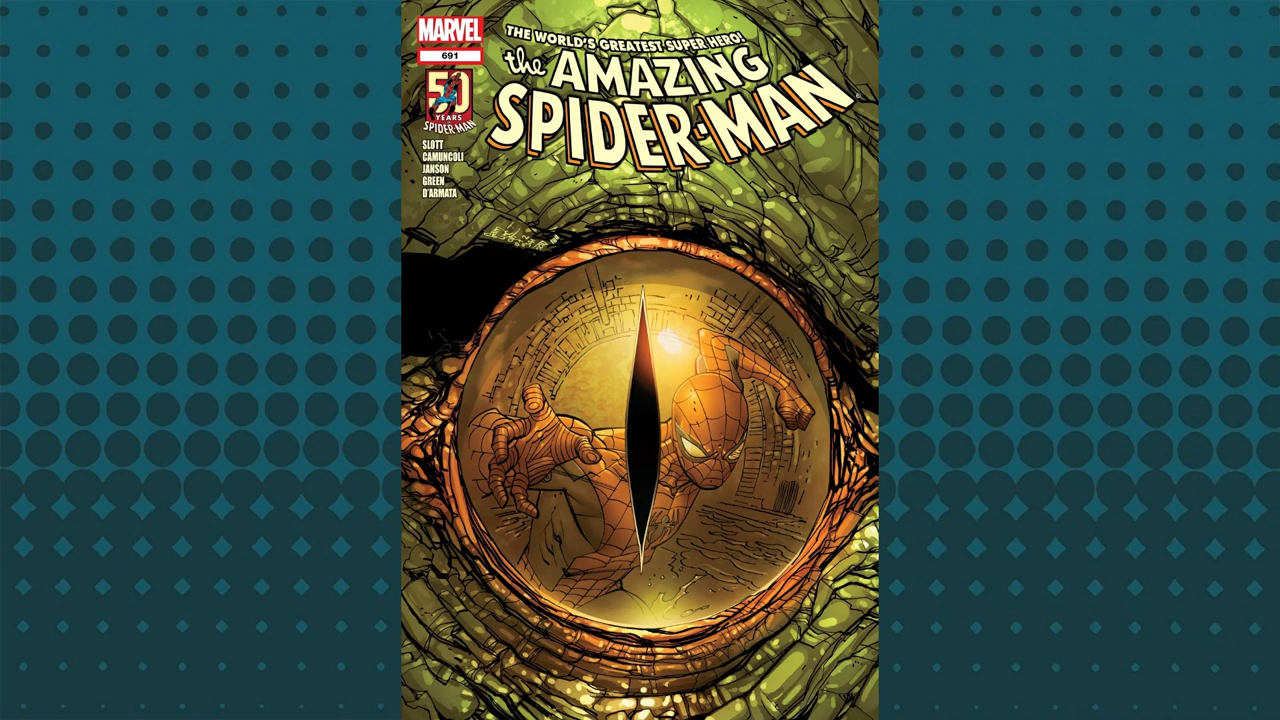 MARVEL
691
50
YEARS
SPIDER-MAN
SLOTT
CAMUNCOLI
JANSON
GREEN
D'ARMATA
THE WORLD'S GREATEST SUPER HERO!
the AMAZING
SPIDER-MAN